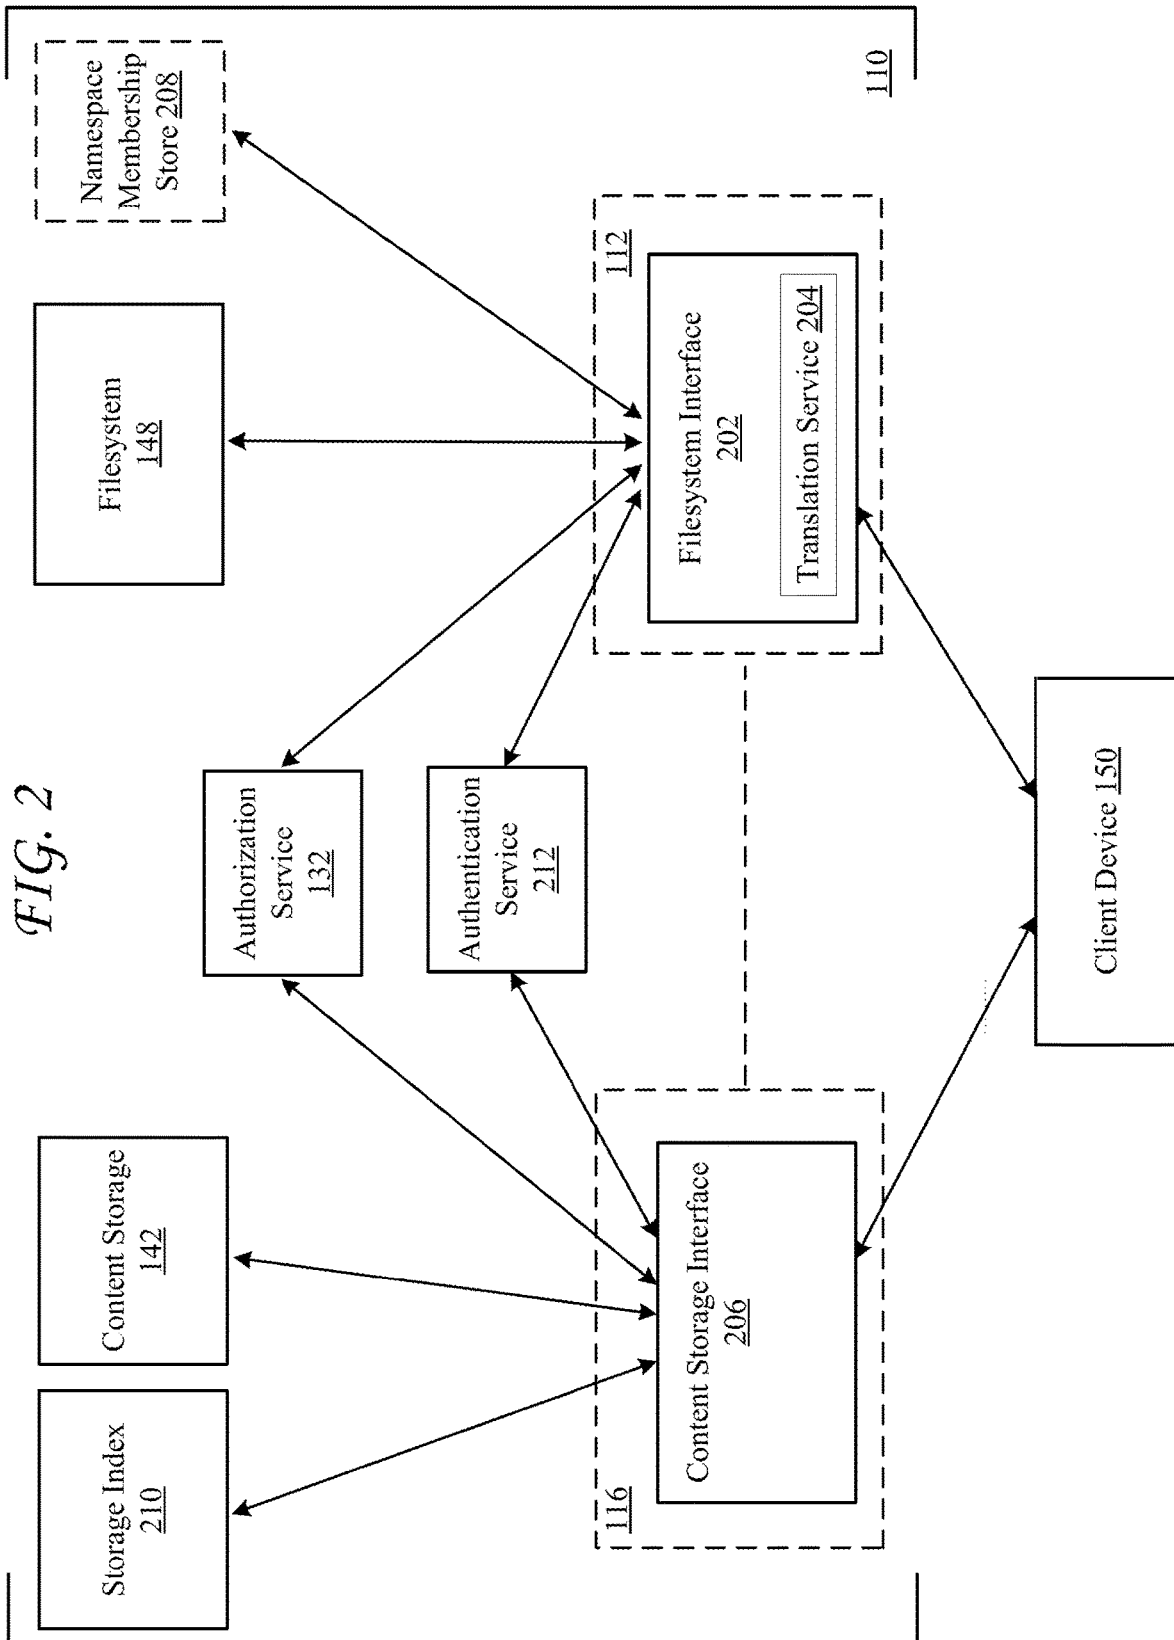 FIG. 2
Storage Index
210
Content Storage
142
Authorization
Service
132
Authentication
Service
212
Filesystem
148
Namespace
Membership
Store 208
116
Content Storage Interface
206
112
Filesystem Interface
202
Translation Service 204
110
Client Device 150